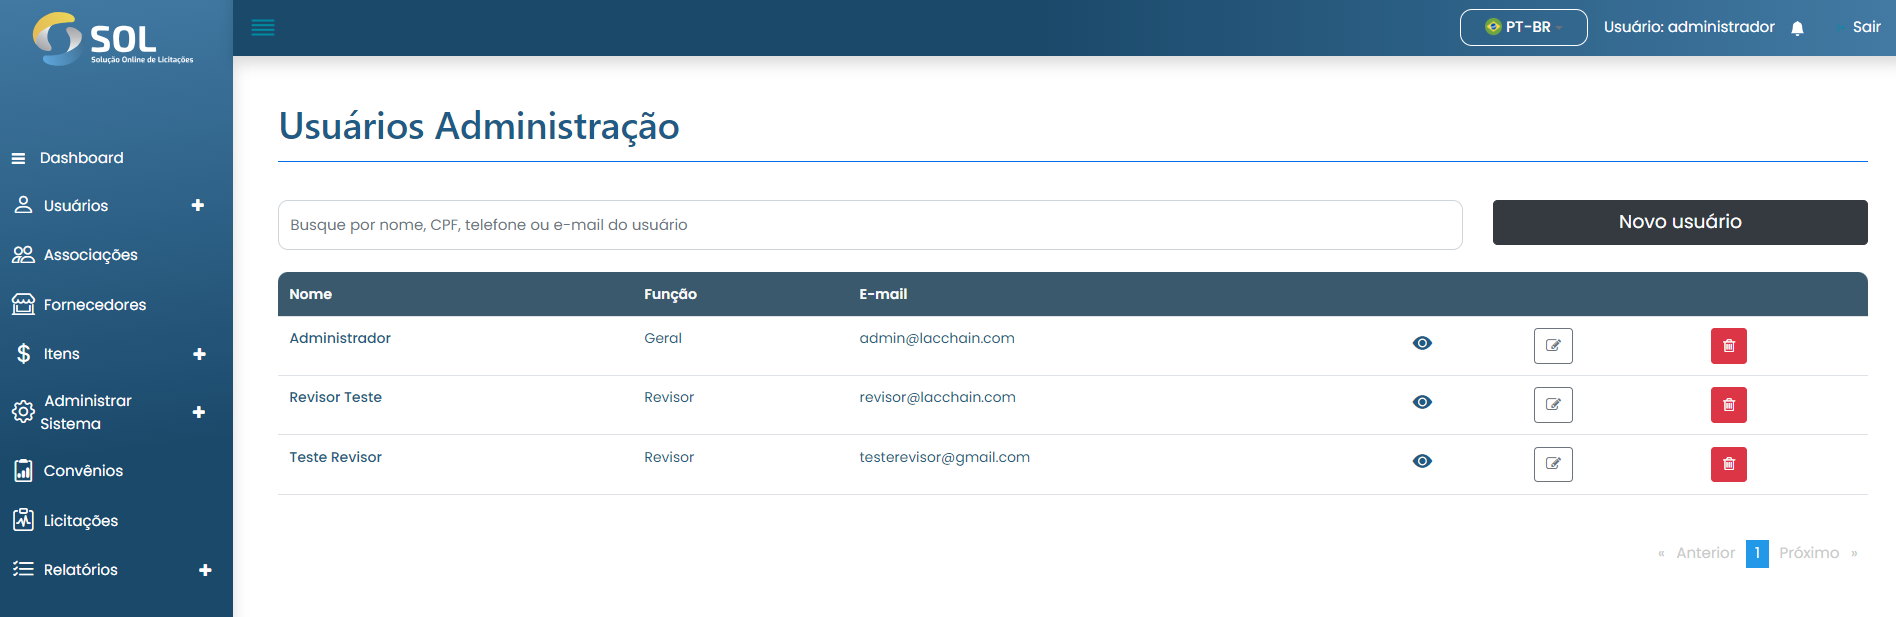 SOL
Solução Online de Licitações
PT-BR
Usuário: administrador
Sair
Dashboard
Usuários
Associações
Fornecedores
Itens
Administrar
Sistema
Convênios
Licitações
Relatórios
Usuários Administração
Busque por nome, CPF, telefone ou e-mail do usuário
Novo usuário
Nome Função E-mail
Administrador Geral admin@lacchain.com
Revisor Teste Revisor revisor@lacchain.com
Teste Revisor Revisor testerevisor@gmail.com
« Anterior 1 Próximo »